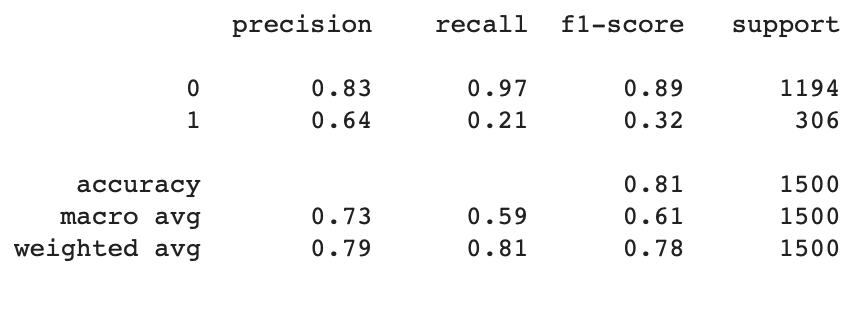 precision recall f1-score support
0 0.83 0.97 0.89 1194
1 0.64 0.21 0.32 306
accuracy 0.81 1500
macro avg 0.73 0.59 0.61 1500
weighted avg 0.79 0.81 0.78 1500